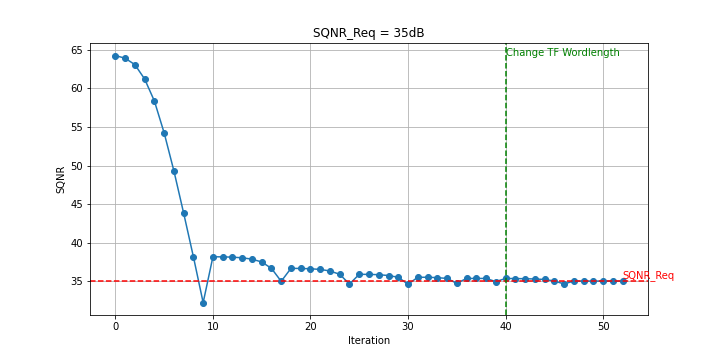 SQNR_Req = 35dB
65
Change TF Wordlength
60
55
50
45
40
35
SQNR_Req
SQNR
0
10
20
30
40
50
Iteration